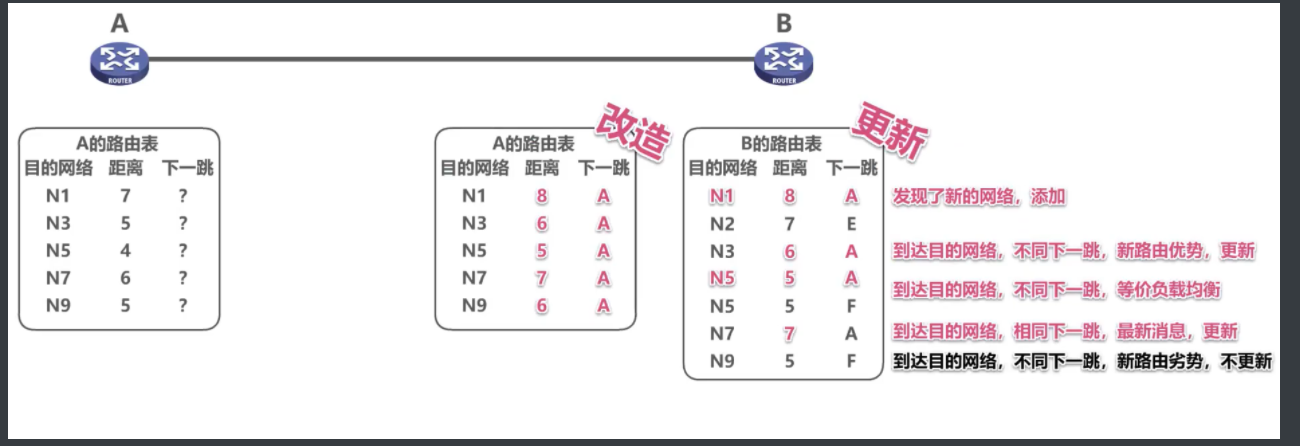 A
B
ROUTER
ROUTER
A的路由表
目的网络 距离 下一跳
N1 7 ?
N3 5 ?
N5 4 ?
N7 6 ?
N9 5 ?
改造
A的路由表
目的网络 距离 下一跳
N1 8 A
N3 6 A
N5 5 A
N7 7 A
N9 6 A
更新
B的路由表
目的网络 距离 下一跳
N1 8 A 发现了新的网络，添加
N2 7 E
N3 6 A 到达目的网络，不同下一跳，新路由优势，更新
N5 5 A
到达目的网络，不同下一跳，等价负载均衡
N5 5 F
N7 7 A 到达目的网络，相同下一跳，最新消息，更新
N9 5 F 到达目的网络，不同下一跳，新路由劣势，不更新